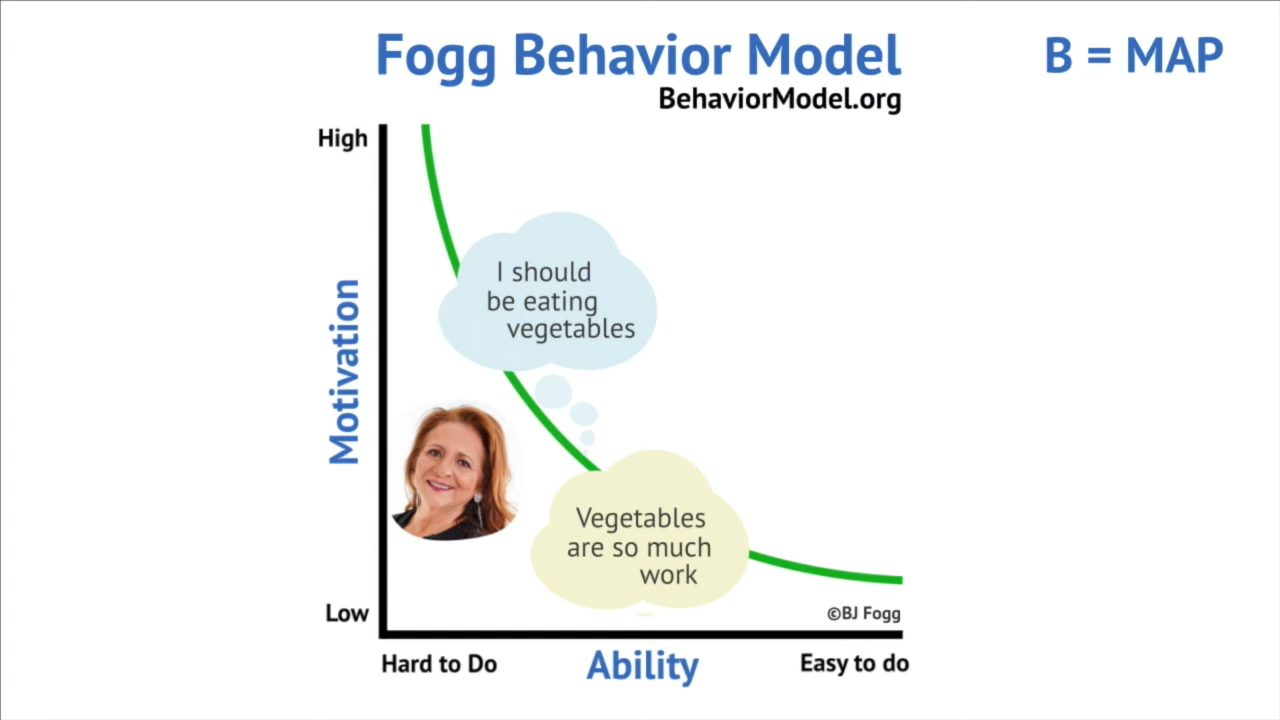 Fogg Behavior Model
B = MAP
BehaviorModel.org
High
I should
be eating
vegetables
Motivation
Vegetables
are so much
work
Low
©BJ Fogg
Hard to Do
Ability
Easy to do